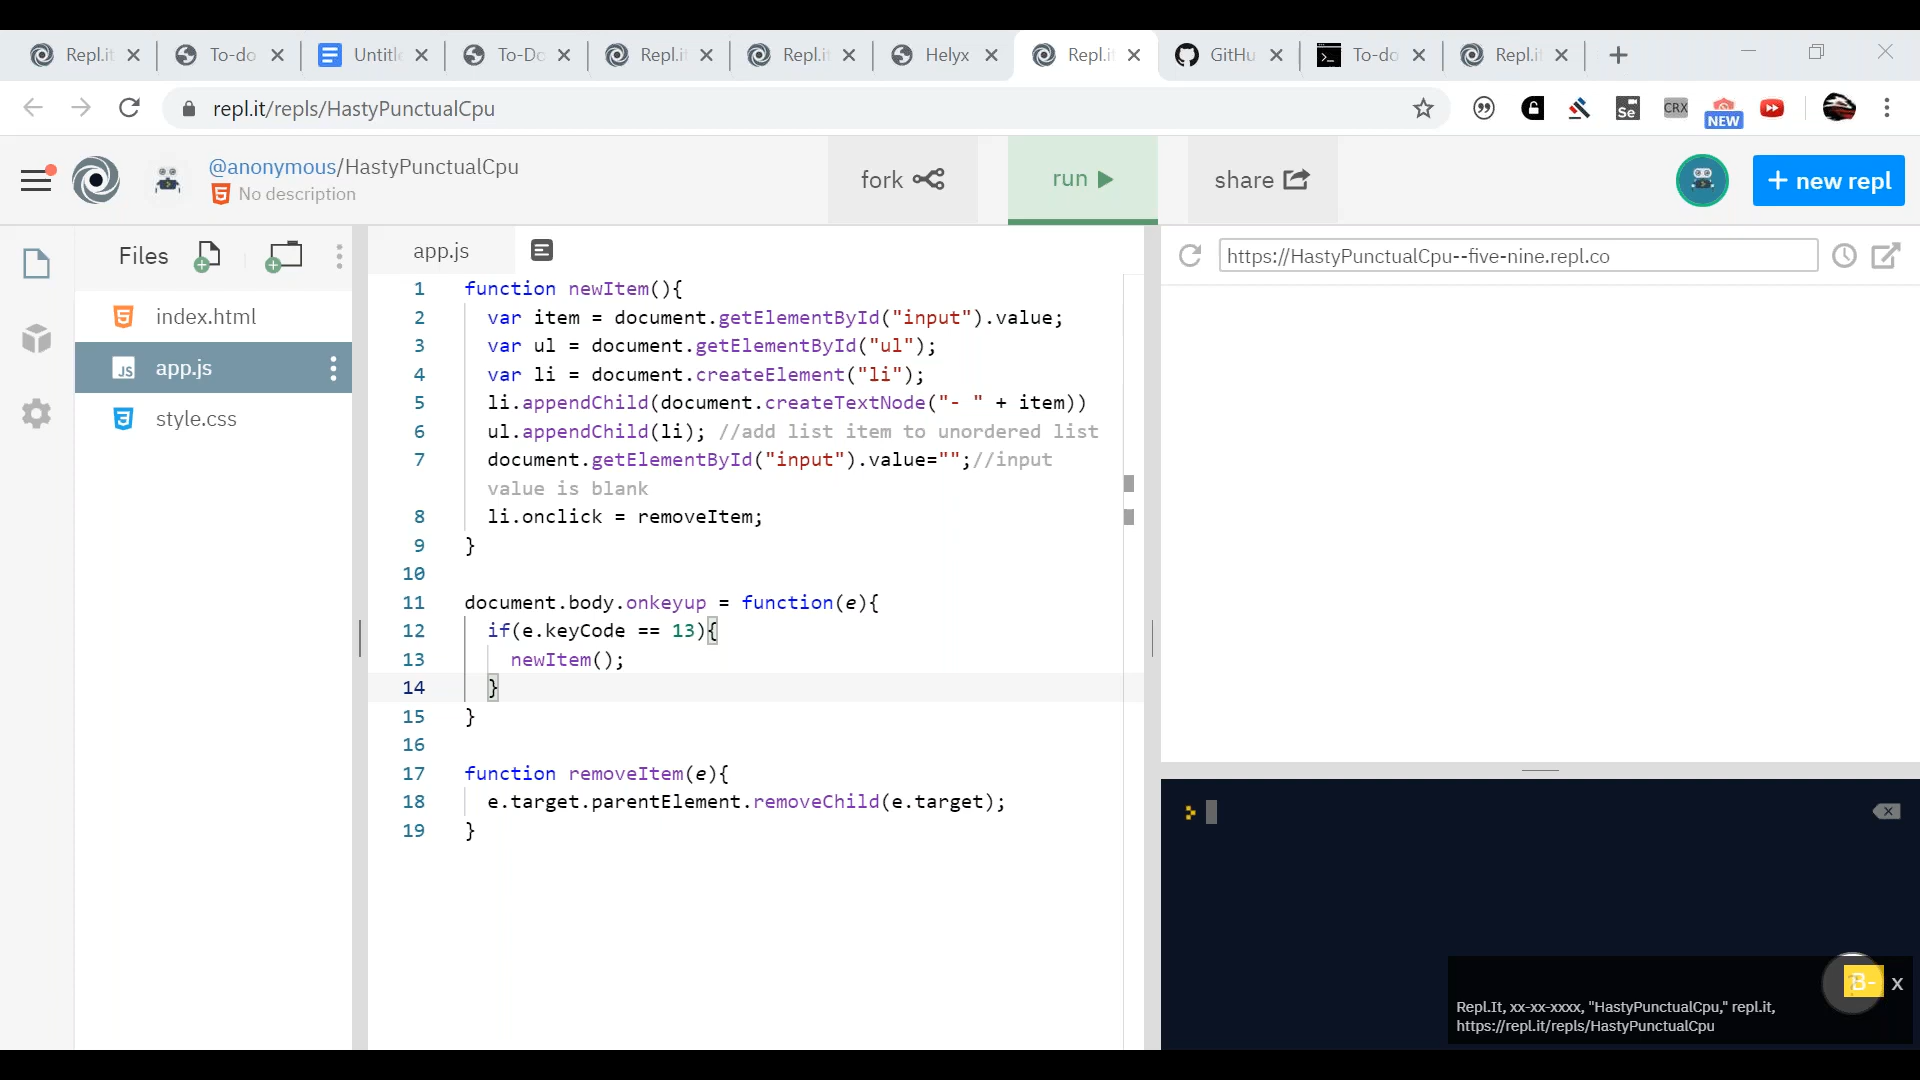 Repl.it
To-do
Untitle
To-Do
Repl.it
Repl.it
Helyx
Repl.it
GitHu
To-do
Repl.it
repl.it/repls/HastyPunctualCpu
Se
CRX
NEW
@anonymous/HastyPunctualCpu
No description
fork
run
share
+ new repl
Files
index.html
JS app.js
style.css
app.js
1 function newItem(){
2 var item = document.getElementById("input").value;
3 var ul = document.getElementById("ul");
4 var li = document.createElement("li");
5 li.appendChild(document.createTextNode("- " + item))
6 ul.appendChild(li); //add list item to unordered list
7 document.getElementById("input").value="";//input
value is blank
8 li.onclick = removeItem;
9 }
10
11 document.body.onkeyup = function(e){
12 if(e.keyCode == 13){
13 newItem();
14 }
15 }
16
17 function removeItem(e){
18 e.target.parentElement.removeChild(e.target);
19 }
https://HastyPunctualCpu--five-nine.repl.co
B-
x
Repl.It, xx-xx-xxxx, "HastyPunctualCpu," repl.it,
https://repl.it/repls/HastyPunctualCpu